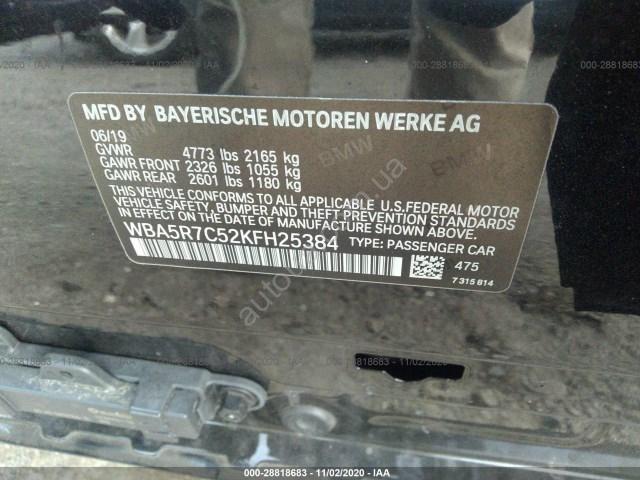 MFD BY BAYERISCHE MOTOREN WERKE AG
06/19
GVWR 4773 lbs 2165 kg
GAWR FRONT 2326 lbs 1055 kg
GAWR REAR 2601 lbs 1180 kg
THIS VEHICLE CONFORMS TO ALL APPLICABLE U.S.FEDERAL MOTOR
VEHICLE SAFETY, BUMPER AND THEFT PREVENTION STANDARDS
IN EFFECT ON THE DATE OF MANUFACTURE SHOWN ABOVE.
WBA5R7C52KFH25384 TYPE: PASSENGER CAR
475
7 315 814
000-28818683 - 11/02/2020 - IAA